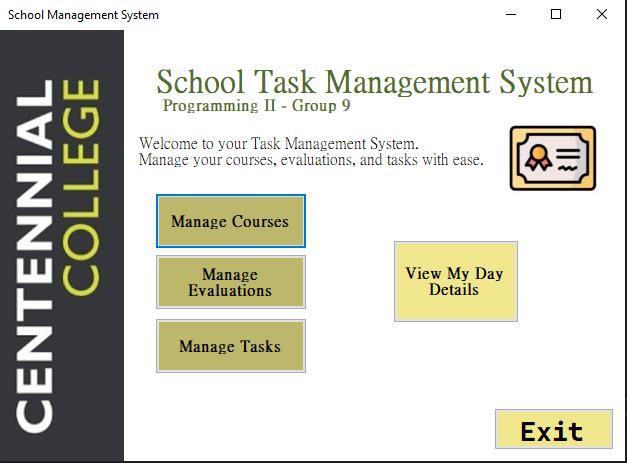 School Management System
CENTENNIAL
COLLEGE
School Task Management System
Programming II - Group 9
Welcome to your Task Management System.
Manage your courses, evaluations, and tasks with ease.
Manage Courses
Manage
Evaluations
Manage Tasks
View My Day
Details
Exit